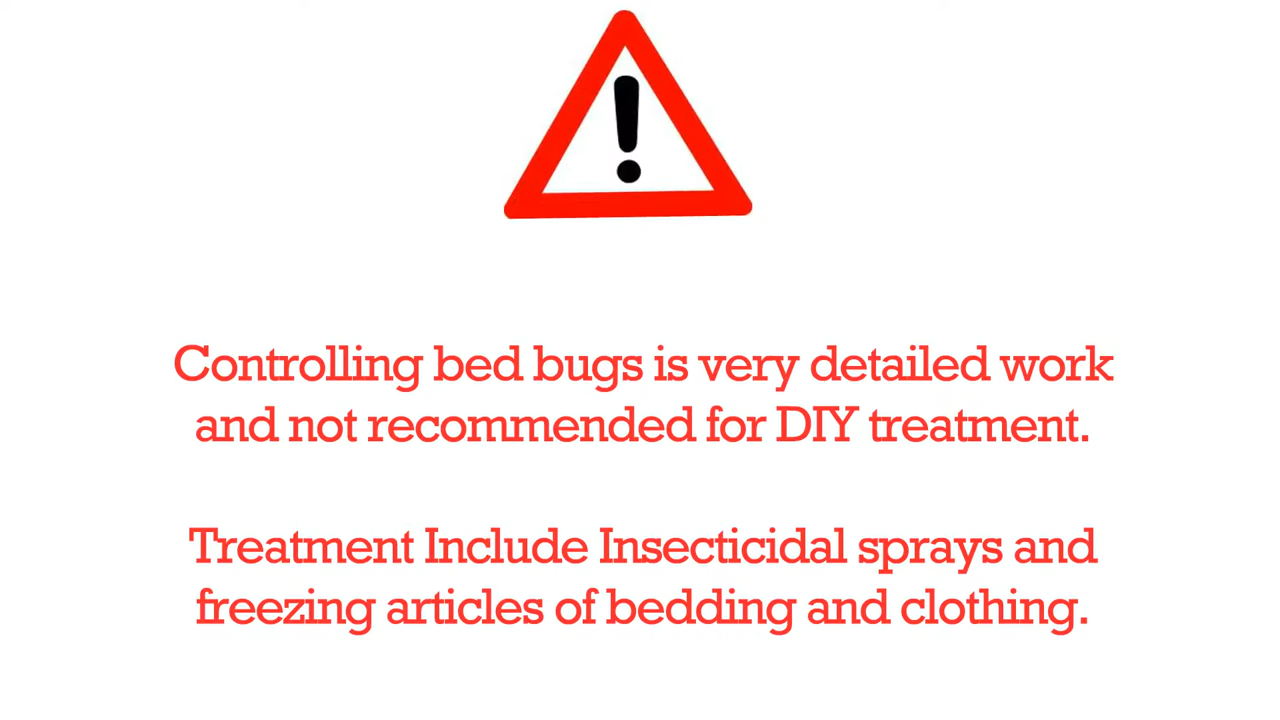 Controlling bed bugs is very detailed work
and not recommended for DIY treatment.
Treatment Include Insecticidal sprays and
freezing articles of bedding and clothing.